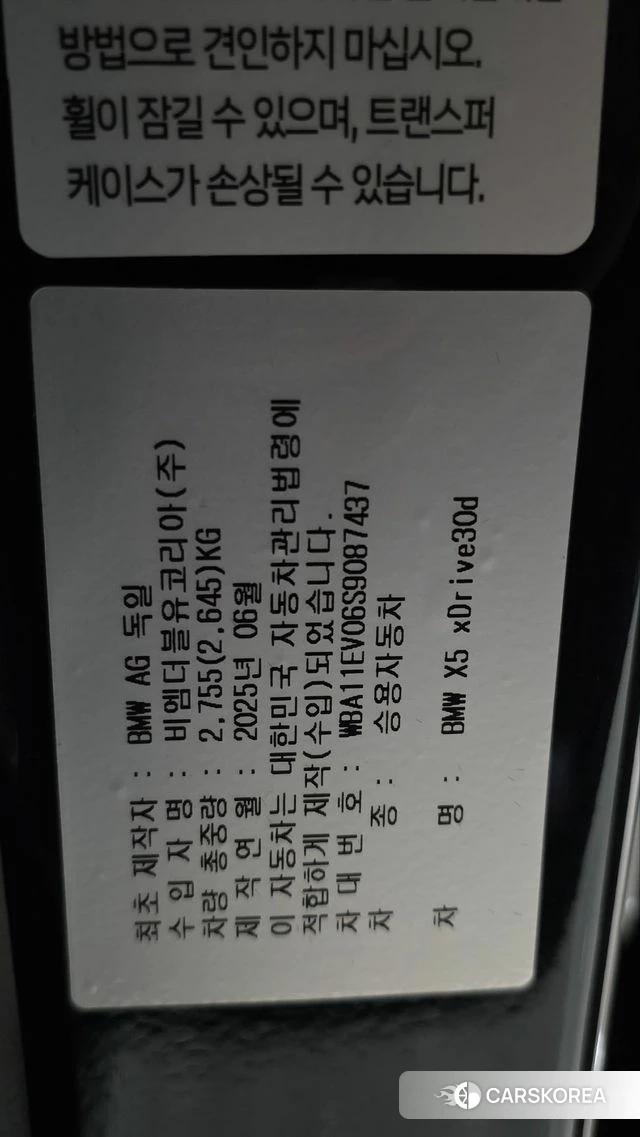 방법으로 견인하지 마십시오.
휠이 잠길 수 있으며, 트랜스퍼
케이스가 손상될 수 있습니다.
최초 제작자 : BMW AG 독일
수 입 자 명 : 비엠더블유코리아(주)
차량 총중량 : 2,755(2,645)KG
제 작 연 월 : 2025년 06월
이 자동차는 대한민국 자동차관리법령에
적합하게 제작(수입)되었습니다.
차 대 번 호 : WBA11EV06S9087437
차 종 : 승용자동차
차 명 : BMW X5 xDrive30d
CARSKOREA